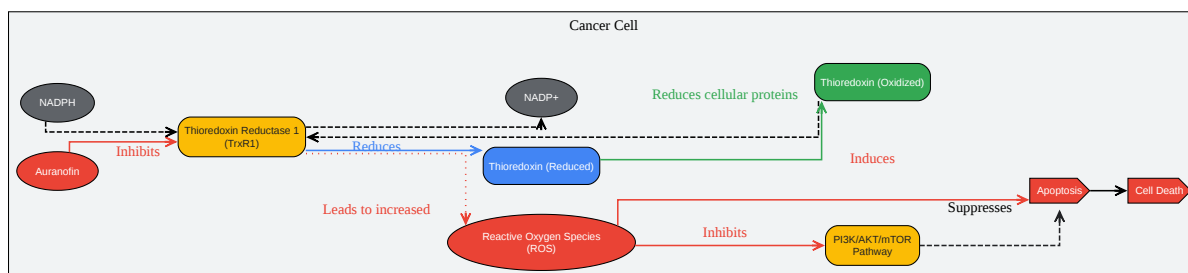 Cancer Cell
Thioredoxin (Oxidized)
NADPH
NADP+
Reduces cellular proteins
Thioredoxin Reductase 1
(TrxR1)
Inhibits
Reduces
Auranofin
Thioredoxin (Reduced)
Induces
Apoptosis
Cell Death
Leads to increased
Suppresses
Reactive Oxygen Species
(ROS)
Inhibits
PI3K/AKT/mTOR
Pathway